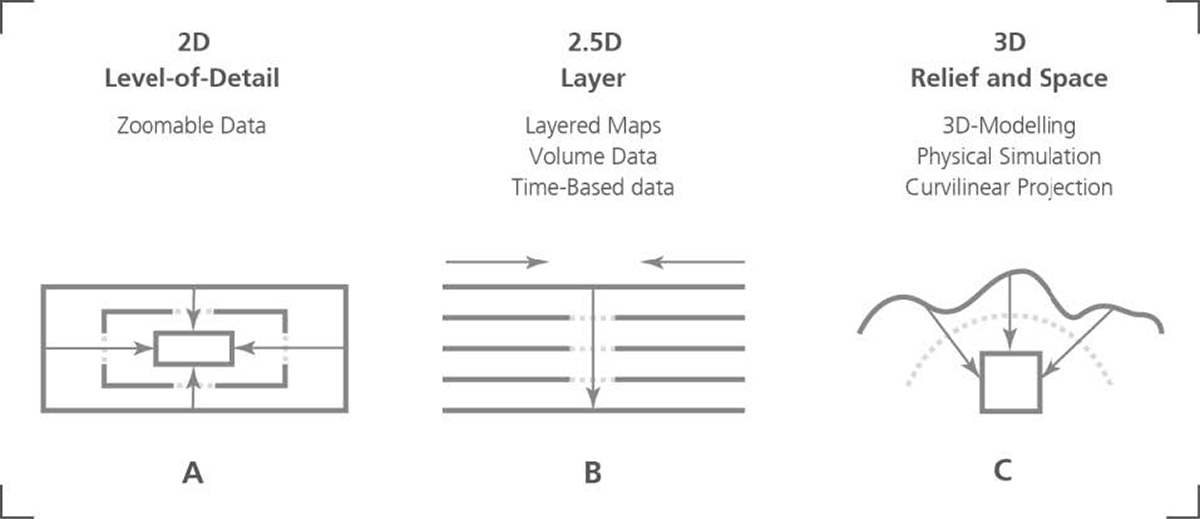 2D
Level-of-Detail
Zoomable Data
A
2.5D
Layer
Layered Maps
Volume Data
Time-Based data
B
3D
Relief and Space
3D-Modelling
Physical Simulation
Curvilinear Projection
C